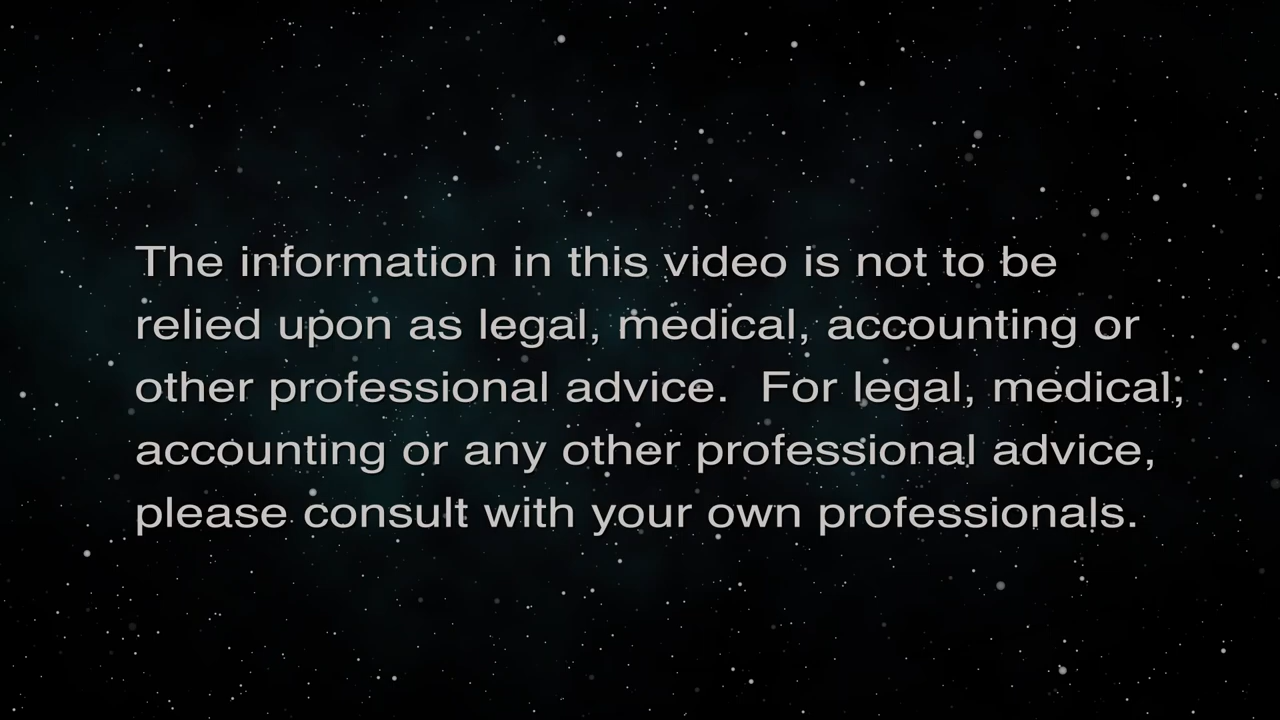 The information in this video is not to be
relied upon as legal, medical, accounting or
other professional advice.  For legal, medical,
accounting or any other professional advice,
please consult with your own professionals.